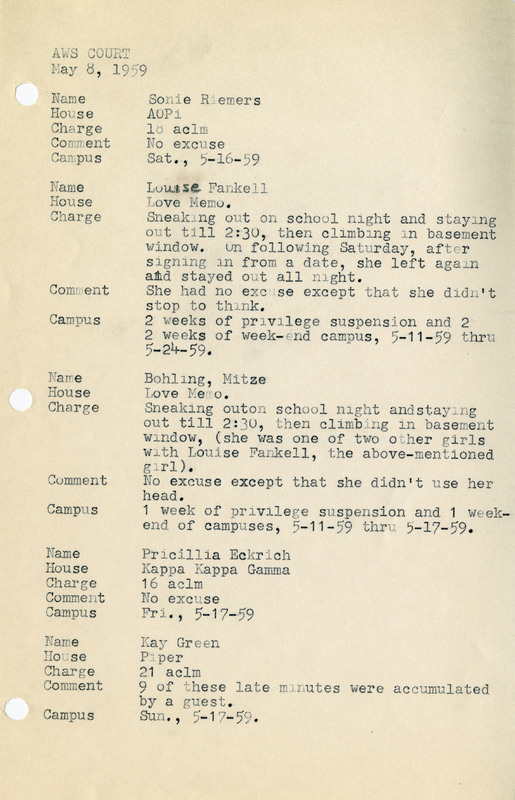 AWS COURT
May 8, 1959
Name Sonie Riemers
House AOPi
Charge 18 aclm
Comment No excuse
Campus Sat., 5-16-59
Name Louise Fankell
House Love Memo.
Charge Sneaking out on school night and staying
out till 2:30, then climbing in basement
window. On following Saturday, after
signing in from a date, she left again
and stayed out all night.
Comment She had no excuse except that she didn't
stop to think.
Campus 2 weeks of privilege suspension and 2
2 weeks of week-end campus, 5-11-59 thru
5-24-59.
Name Bohling, Mitze
House Love Memo.
Charge Sneaking outon school night andstaying
out till 2:30, then climbing in basement
window, (she was one of two other girls
with Louise Fankell, the above-mentioned
girl).
Comment No excuse except that she didn't use her
head.
Campus 1 week of privilege suspension and 1 week-
end of campuses, 5-11-59 thru 5-17-59.
Name Pricillia Eckrich
House Kappa Kappa Gamma
Charge 16 aclm
Comment No excuse
Campus Fri., 5-17-59
Name Kay Green
House Piper
Charge 21 aclm
Comment 9 of these late minutes were accumulated
by a guest.
Campus Sun., 5-17-59.